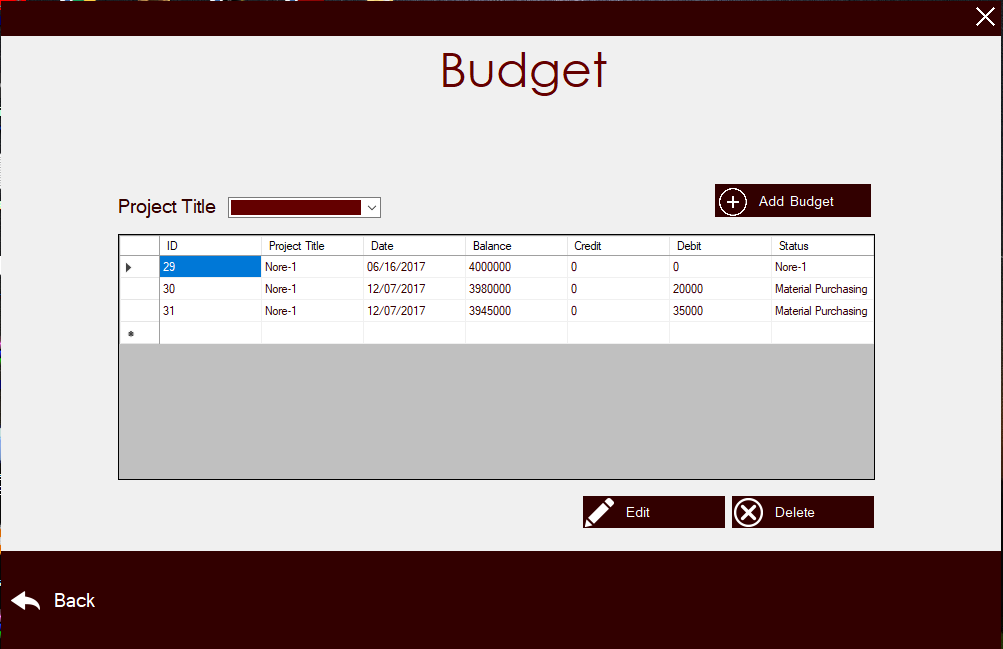 Budget
Project Title
Add Budget
ID Project Title Date Balance Credit Debit Status
29 Nore-1 06/16/2017 4000000 0 0 Nore-1
30 Nore-1 12/07/2017 3980000 0 20000 Material Purchasing
31 Nore-1 12/07/2017 3945000 0 35000 Material Purchasing
Edit Delete
Back